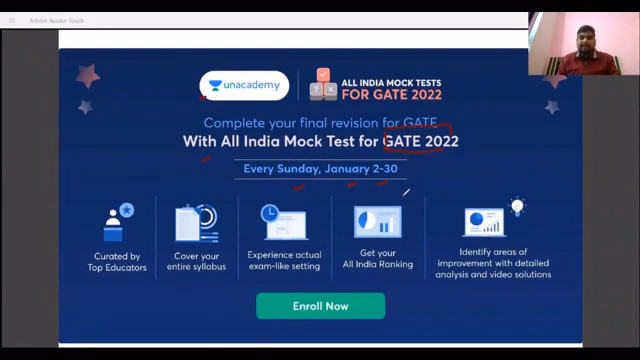 Adobe Reader Touch
unacademy
ALL INDIA MOCK TESTS
FOR GATE 2022
Complete your final revision for GATE
With All India Mock Test for GATE 2022
Every Sunday, January 2-30
Curated by
Top Educators
Cover your
entire syllabus
Experience actual
exam-like setting
Get your
All India Ranking
Identify areas of
improvement with detailed
analysis and video solutions
Enroll Now